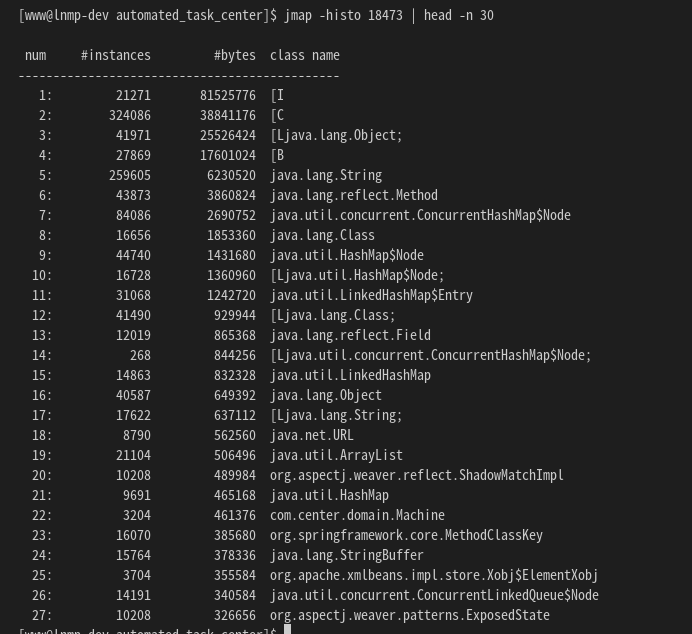 [www@lnmp-dev automated_task_center]$ jmap -histo 18473 | head -n 30
num #instances #bytes class name
----------------------------------------------
1: 21271 81525776 [I
2: 324086 38841176 [C
3: 41971 25526424 [Ljava.lang.Object;
4: 27869 17601024 [B
5: 259605 6230520 java.lang.String
6: 43873 3860824 java.lang.reflect.Method
7: 84086 2690752 java.util.concurrent.ConcurrentHashMap$Node
8: 16656 1853360 java.lang.Class
9: 44740 1431680 java.util.HashMap$Node
10: 16728 1360960 [Ljava.util.HashMap$Node;
11: 31068 1242720 java.util.LinkedHashMap$Entry
12: 41490 929944 [Ljava.lang.Class;
13: 12019 865368 java.lang.reflect.Field
14: 268 844256 [Ljava.util.concurrent.ConcurrentHashMap$Node;
15: 14863 832328 java.util.LinkedHashMap
16: 40587 649392 java.lang.Object
17: 17622 637112 [Ljava.lang.String;
18: 8790 562560 java.net.URL
19: 21104 506496 java.util.ArrayList
20: 10208 489984 org.aspectj.weaver.reflect.ShadowMatchImpl
21: 9691 465168 java.util.HashMap
22: 3204 461376 com.center.domain.Machine
23: 16070 385680 org.springframework.core.MethodClassKey
24: 15764 378336 java.lang.StringBuffer
25: 3704 355584 org.apache.xmlbeans.impl.store.Xobj$ElementXobj
26: 14191 340584 java.util.concurrent.ConcurrentLinkedQueue$Node
27: 10208 326656 org.aspectj.weaver.patterns.ExposedState
[www@lnmp-dev automated_task_center]$